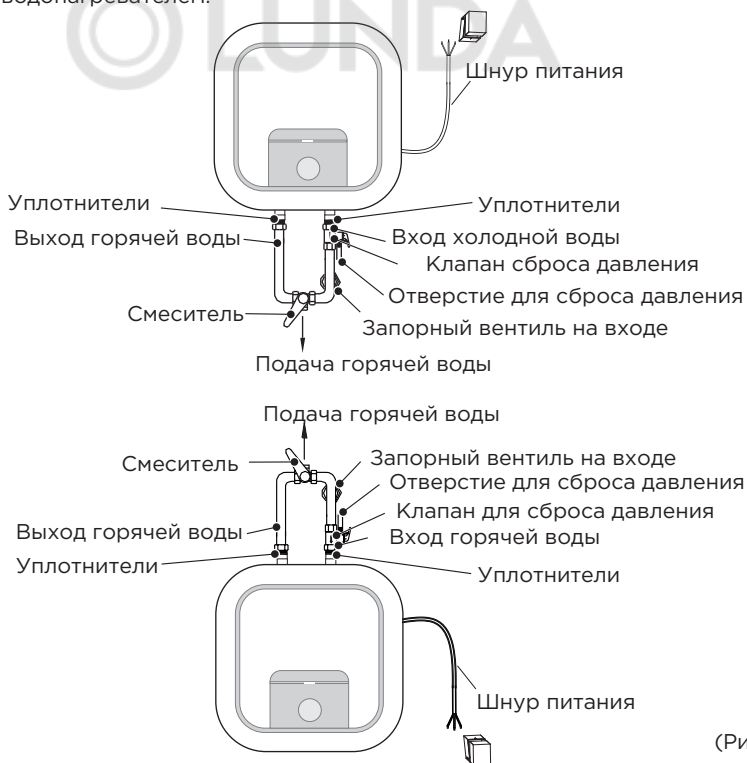 водонагревателем.
LUNDA
Шнур питания
Уплотнители
Уплотнители
Выход горячей воды
Вход холодной воды
Клапан сброса давления
Отверстие для сброса давления
Смеситель
Запорный вентиль на входе
Подача горячей воды
Подача горячей воды
Смеситель
Запорный вентиль на входе
Отверстие для сброса давления
Клапан для сброса давления
Выход горячей воды
Вход горячей воды
Уплотнители
Уплотнители
Шнур питания
(Ри